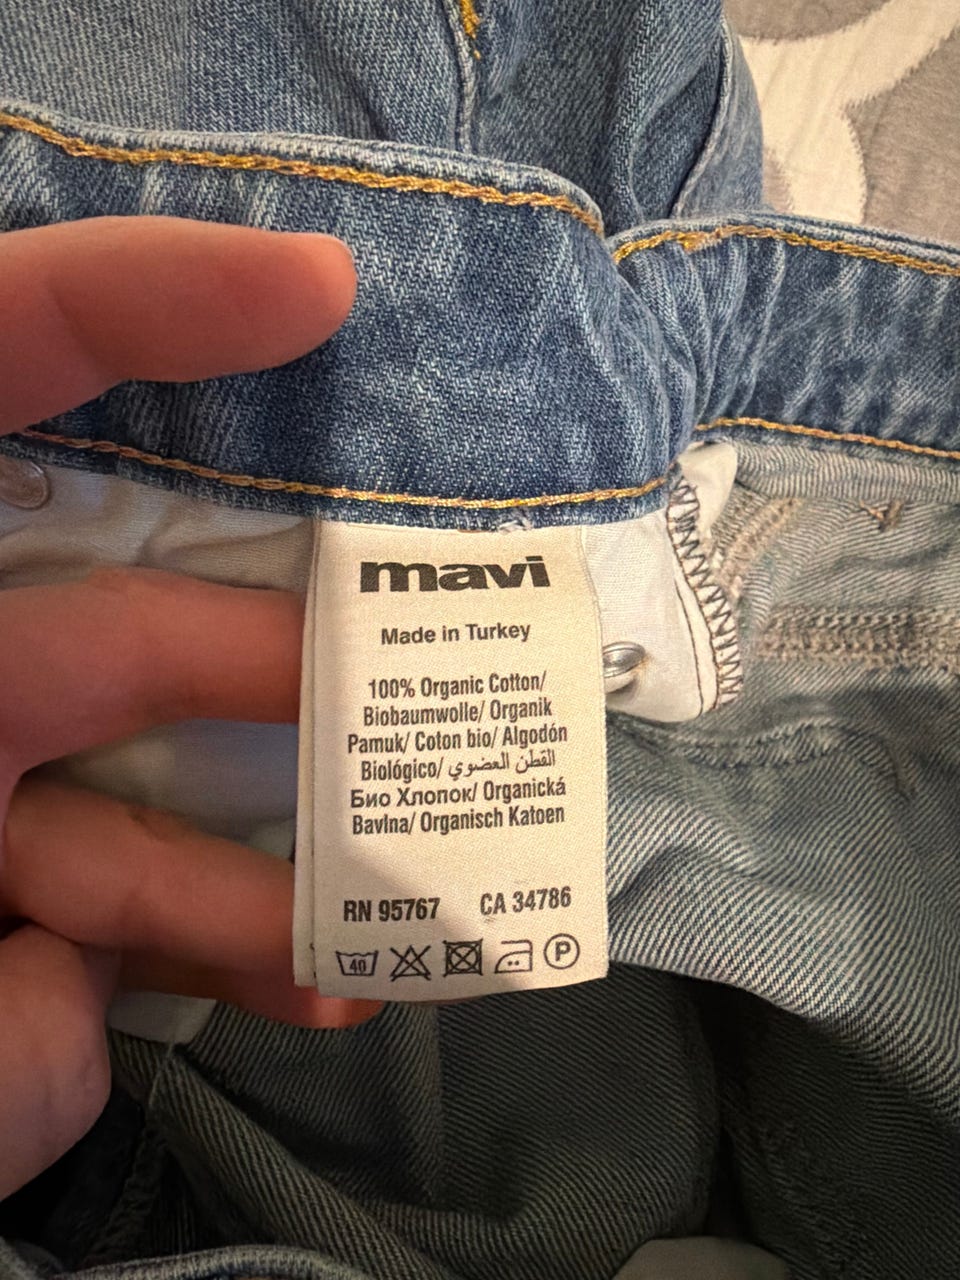 mavi
Made in Turkey
100% Organic Cotton/
Biobaumwolle/ Organik
Pamuk/ Coton bio/ Algodón
Biológico/ القطن العضوي
Био Хлопок/ Organická
Bavlna/ Organisch Katoen
RN 95767 CA 34786
40 P